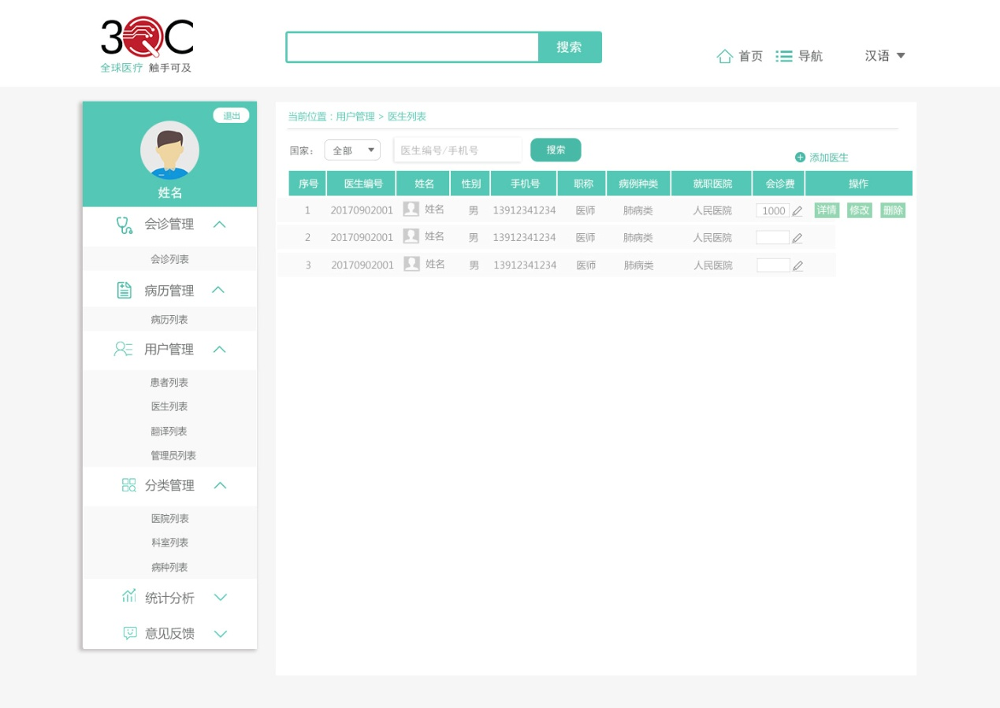 3QC
全球医疗 触手可及
搜索
首页 导航 汉语
退出
姓名
会诊管理
会诊列表
病历管理
病历列表
用户管理
患者列表
医生列表
翻译列表
管理员列表
分类管理
医院列表
科室列表
病种列表
统计分析
意见反馈
当前位置：用户管理 > 医生列表
国家： 全部 医生编号/手机号 搜索
添加医生
序号 医生编号 姓名 性别 手机号 职称 病例种类 就职医院 会诊费 操作
1 20170902001 姓名 男 13912341234 医师 肺病类 人民医院 1000 详情 修改 删除
2 20170902001 姓名 男 13912341234 医师 肺病类 人民医院
3 20170902001 姓名 男 13912341234 医师 肺病类 人民医院